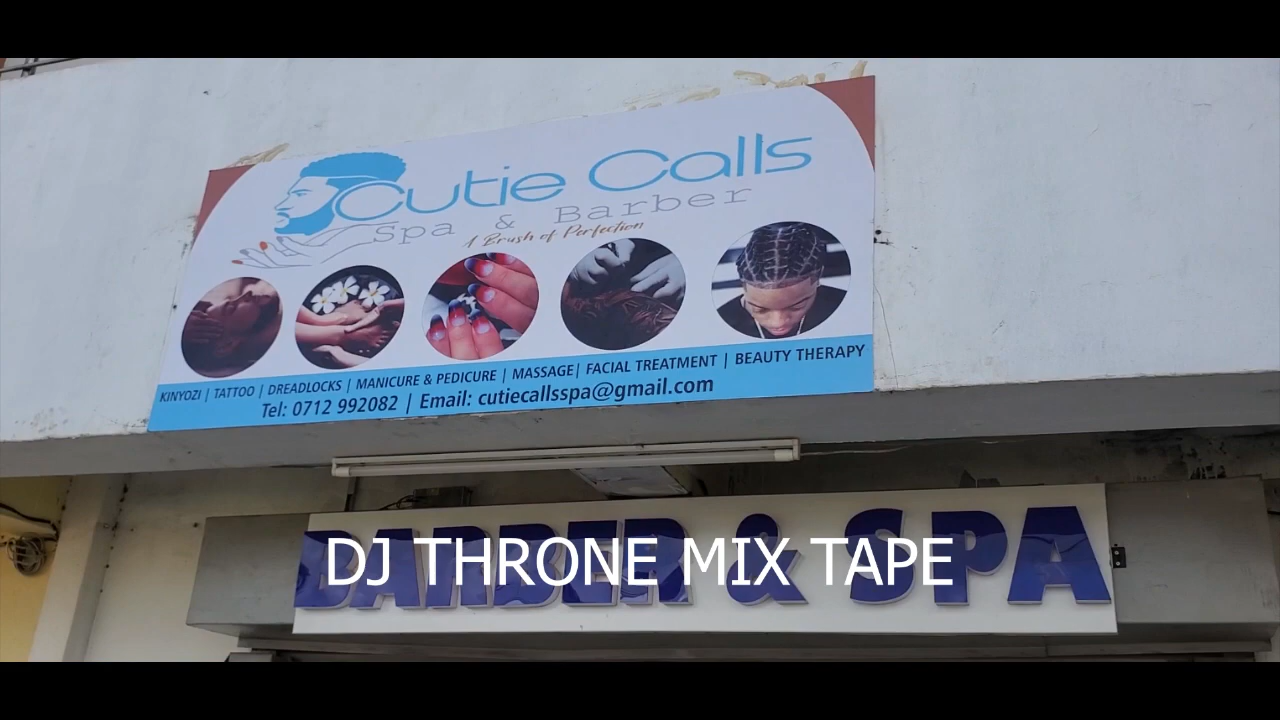 Cutie Calls
Spa & Barber
A Brush of Perfection
KINYOZI | TATTOO | DREADLOCKS | MANICURE & PEDICURE | MASSAGE | FACIAL TREATMENT | BEAUTY THERAPY
Tel: 0712 992082 | Email: cutiecallsspa@gmail.com
BARBER & SPA
DJ THRONE MIX TAPE